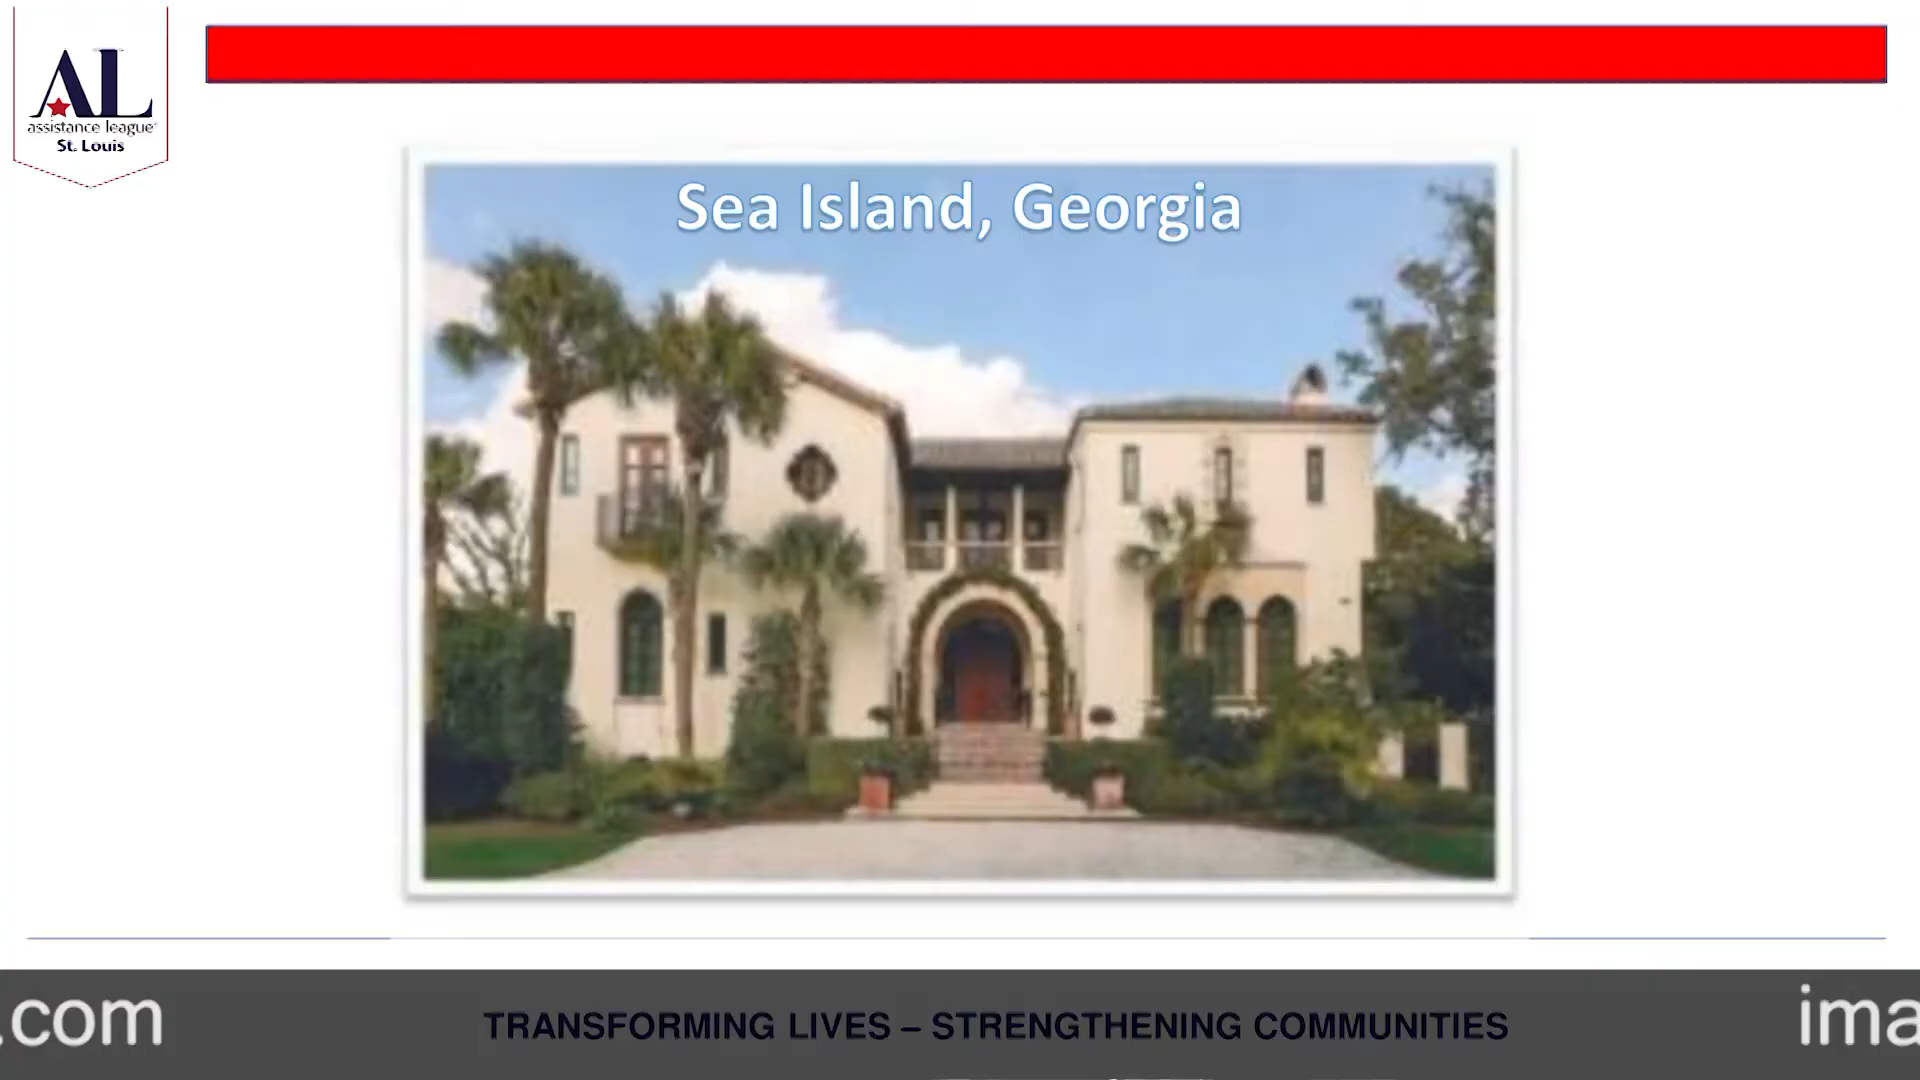 AL
assistance league®
St. Louis
Sea Island, Georgia
.com
TRANSFORMING LIVES – STRENGTHENING COMMUNITIES
ima